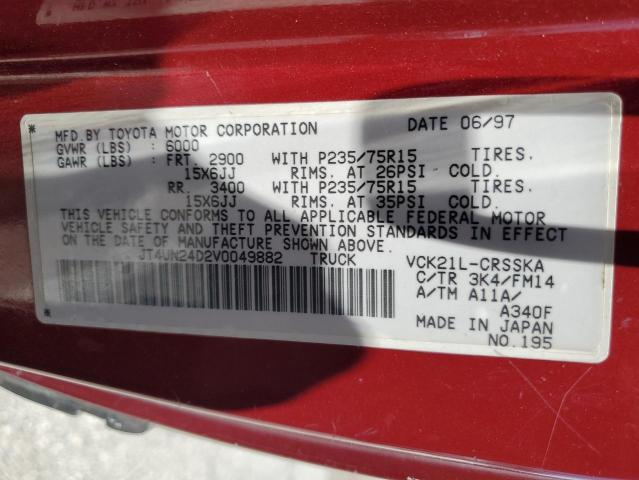 MFD.BY TOYOTA MOTOR CORPORATION DATE 06/97
GVWR (LBS): 6000
GAWR (LBS): FRT. 2900 WITH P235/75R15 TIRES.
15X6JJ RIMS. AT 26PSI COLD.
RR. 3400 WITH P235/75R15 TIRES.
15X6JJ RIMS. AT 35PSI COLD.
THIS VEHICLE CONFORMS TO ALL APPLICABLE FEDERAL MOTOR
VEHICLE SAFETY AND THEFT PREVENTION STANDARDS IN EFFECT
ON THE DATE OF MANUFACTURE SHOWN ABOVE.
JT4UN24D2V0049882 TRUCK VCK21L-CRSSKA
C/TR 3K4/FM14
A/TM A11A/
A340F
MADE IN JAPAN
NO.195